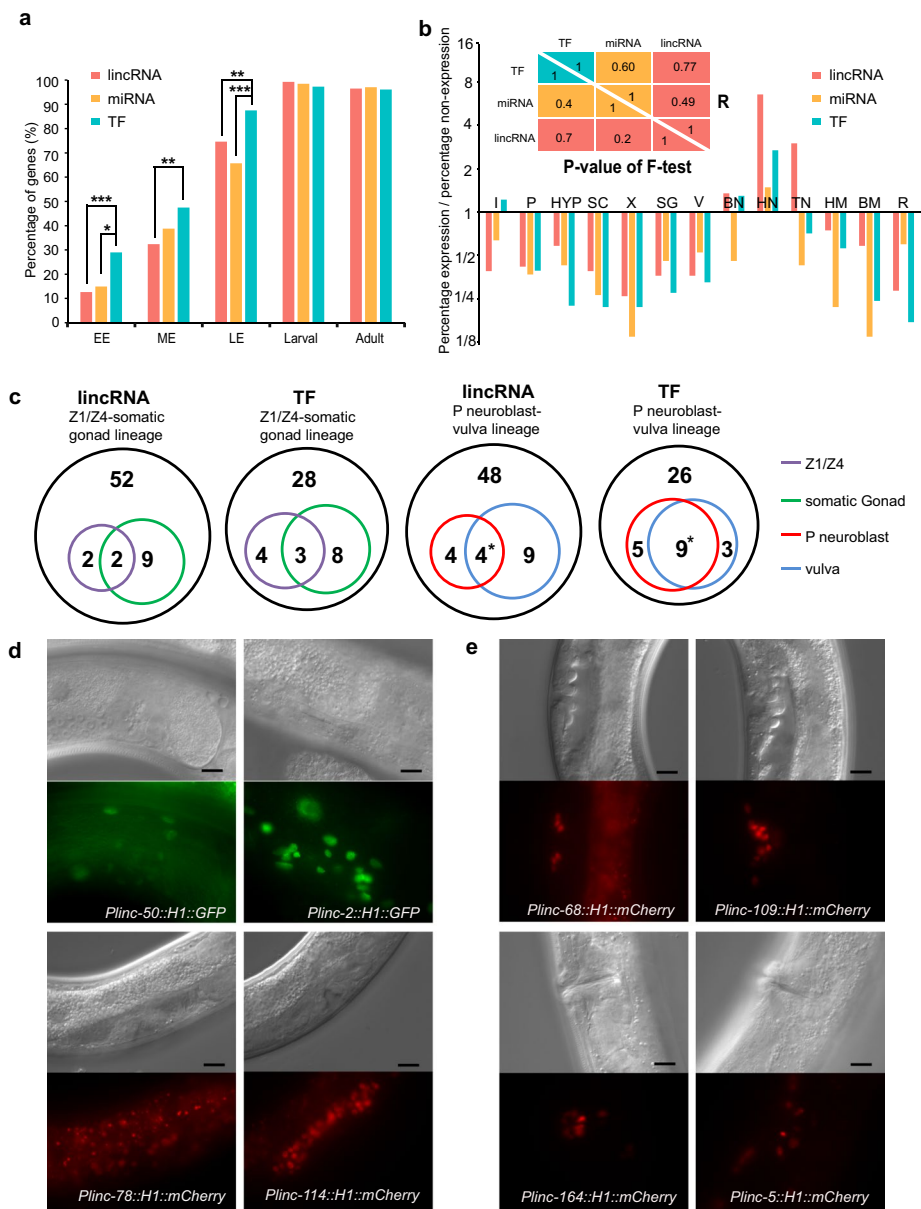 a
**
***
***
*
**
100
90
80
70
60
50
40
30
20
10
0
Percentage of genes (%)
lincRNA
miRNA
TF
EE
ME
LE
Larval
Adult
b
16
8
4
2
1
1/2
1/4
1/8
Percentage expression / percentage non-expression
TF
miRNA
lincRNA
TF
1
1
0.60
0.77
miRNA
0.4
1
1
0.49
R
lincRNA
0.7
0.2
1
1
P-value of F-test
lincRNA
miRNA
TF
I
P
HYP
SC
X
SG
V
BN
HN
TN
HM
BM
R
c
lincRNA
Z1/Z4-somatic
gonad lineage
52
2
2
9
TF
Z1/Z4-somatic
gonad lineage
28
4
3
8
lincRNA
P neuroblast-
vulva lineage
48
4
4*
9
TF
P neuroblast-
vulva lineage
26
5
9*
3
Z1/Z4
somatic Gonad
P neuroblast
vulva
d
Plinc-50::H1::GFP
Plinc-2::H1::GFP
Plinc-78::H1::mCherry
Plinc-114::H1::mCherry
e
Plinc-68::H1::mCherry
Plinc-109::H1::mCherry
Plinc-164::H1::mCherry
Plinc-5::H1::mCherry